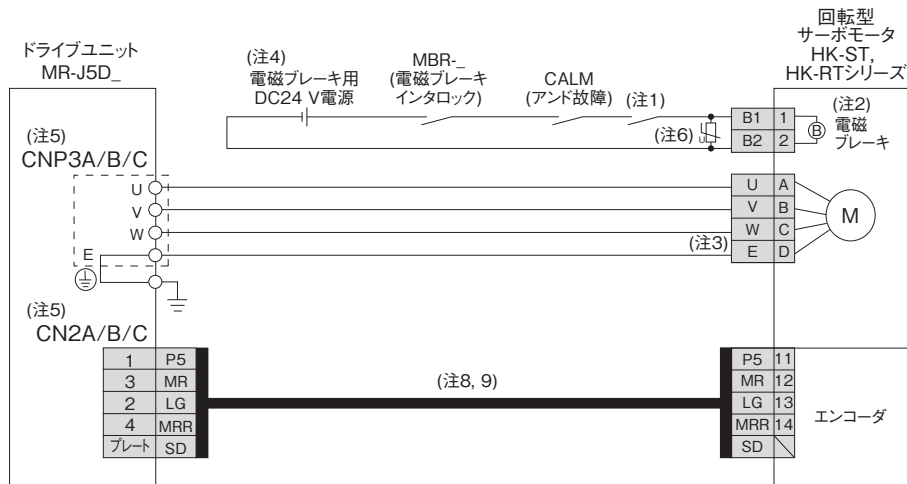 ドライブユニット
MR-J5D_
(注4)
電磁ブレーキ用
DC24 V電源
MBR-_
(電磁ブレーキ
インタロック)
CALM
(アンド故障)
(注1)
回転型
サーボモータ
HK-ST,
HK-RTシリーズ
(注6)
U
B1 1
B2 2
B
(注2)
電磁
ブレーキ
(注5)
CNP3A/B/C
U
V
W
E
(注3)
U A
V B
W C
E D
M
(注5)
CN2A/B/C
1 P5
3 MR
2 LG
4 MRR
プレート SD
(注8, 9)
P5 11
MR 12
LG 13
MRR 14
SD
エンコーダ